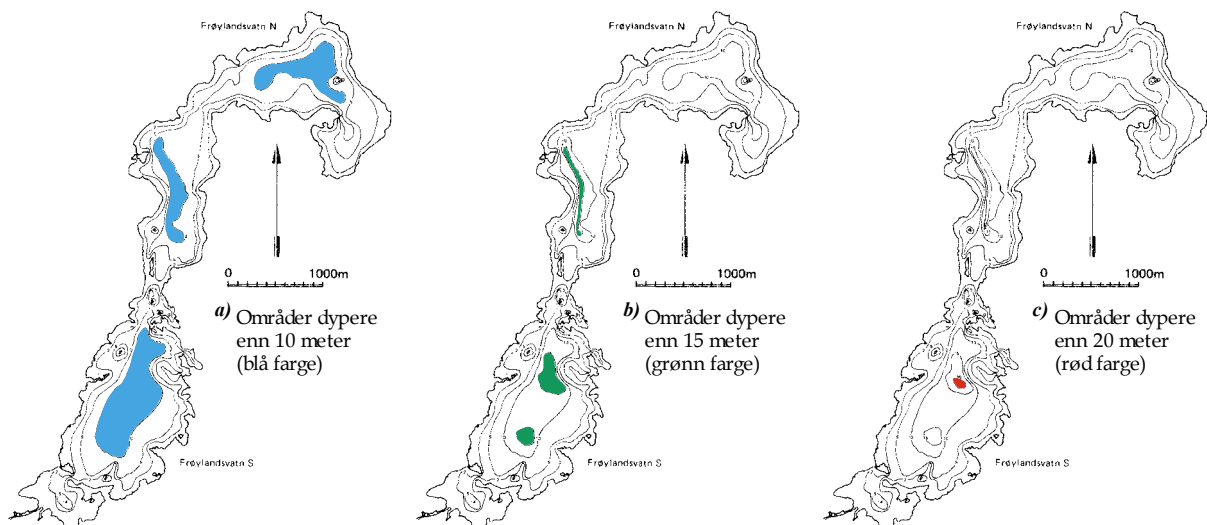 Frøylandsvatn N
0 1000m
a) Områder dypere
enn 10 meter
(blå farge)
Frøylandsvatn S
Frøylandsvatn N
0 1000m
b) Områder dypere
enn 15 meter
(grønn farge)
Frøylandsvatn S
Frøylandsvatn N
0 1000m
c) Områder dypere
enn 20 meter
(rød farge)
Frøylandsvatn S